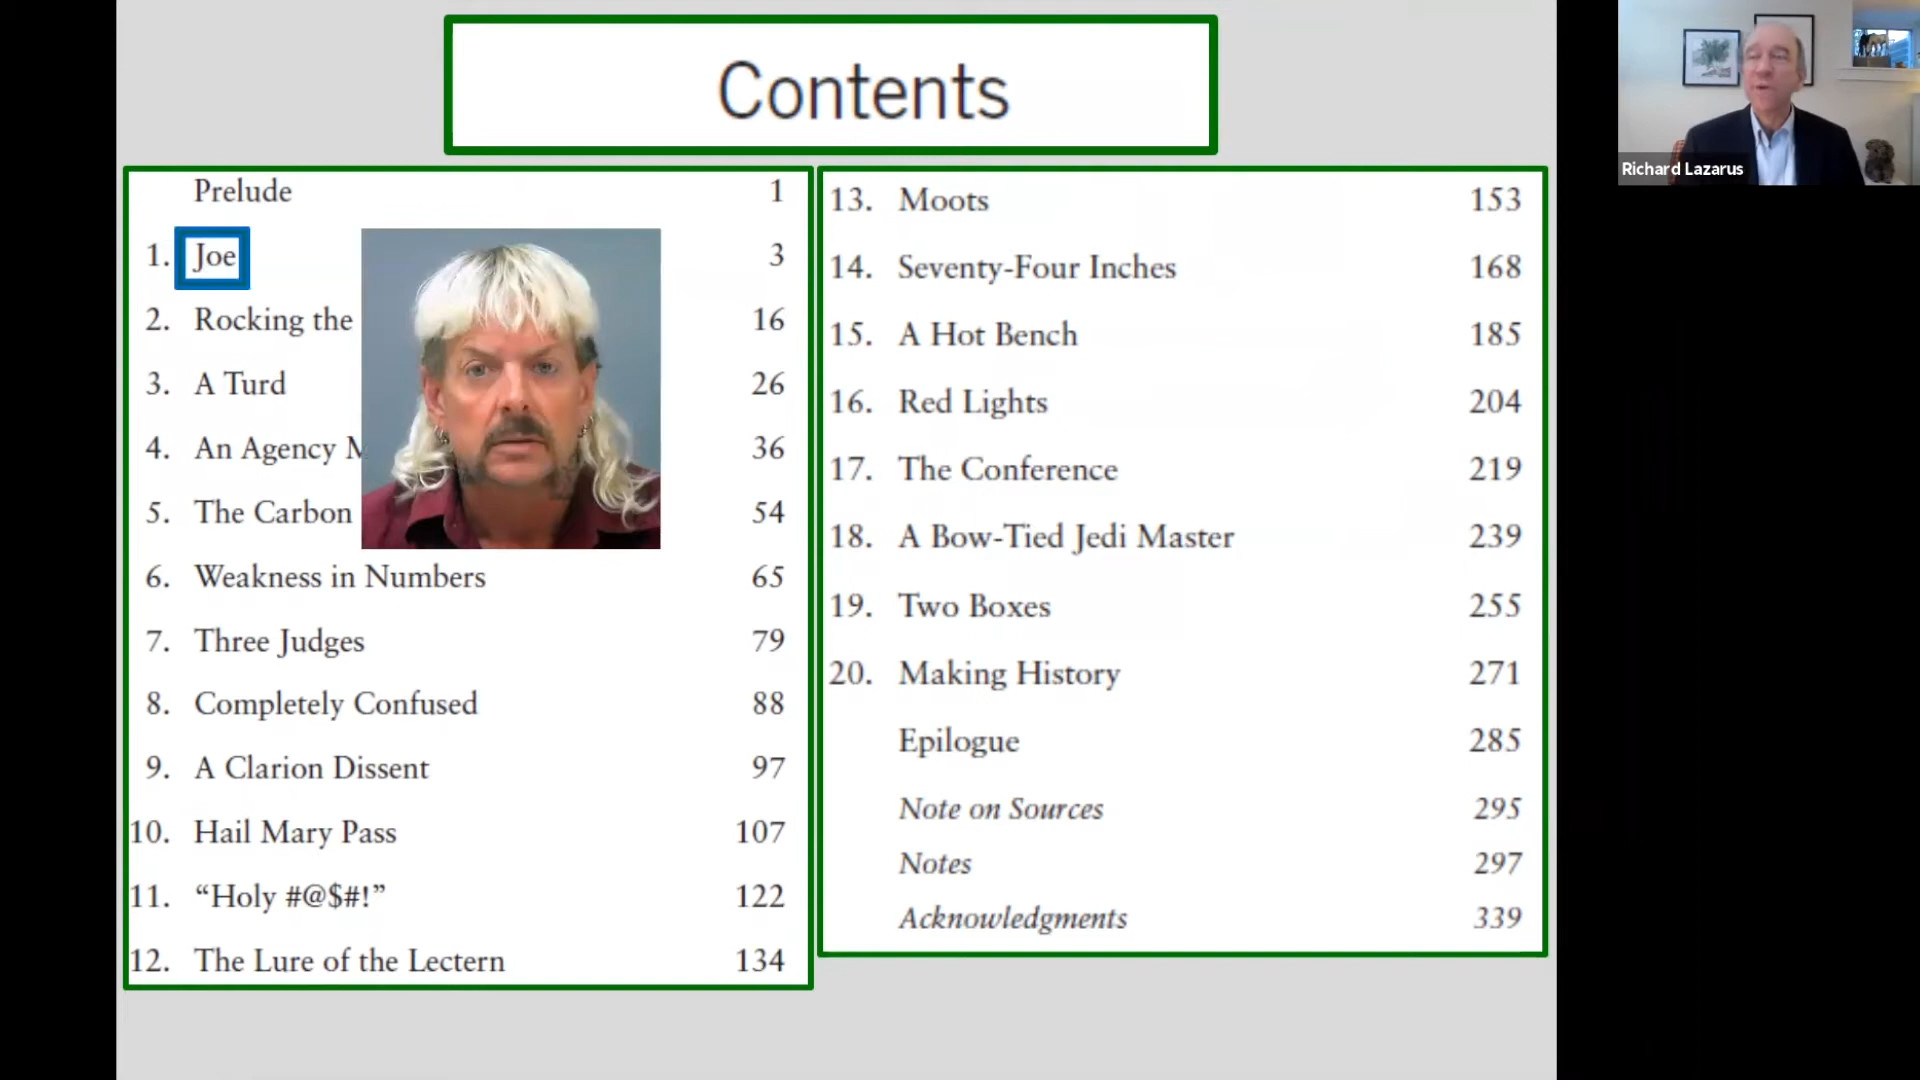 Contents
Prelude 1
1. Joe 3
2. Rocking the 16
3. A Turd 26
4. An Agency 36
5. The Carbon 54
6. Weakness in Numbers 65
7. Three Judges 79
8. Completely Confused 88
9. A Clarion Dissent 97
10. Hail Mary Pass 107
11. “Holy #@$#!” 122
12. The Lure of the Lectern 134
13. Moots 153
14. Seventy-Four Inches 168
15. A Hot Bench 185
16. Red Lights 204
17. The Conference 219
18. A Bow-Tied Jedi Master 239
19. Two Boxes 255
20. Making History 271
Epilogue 285
Note on Sources 295
Notes 297
Acknowledgments 339
Richard Lazarus